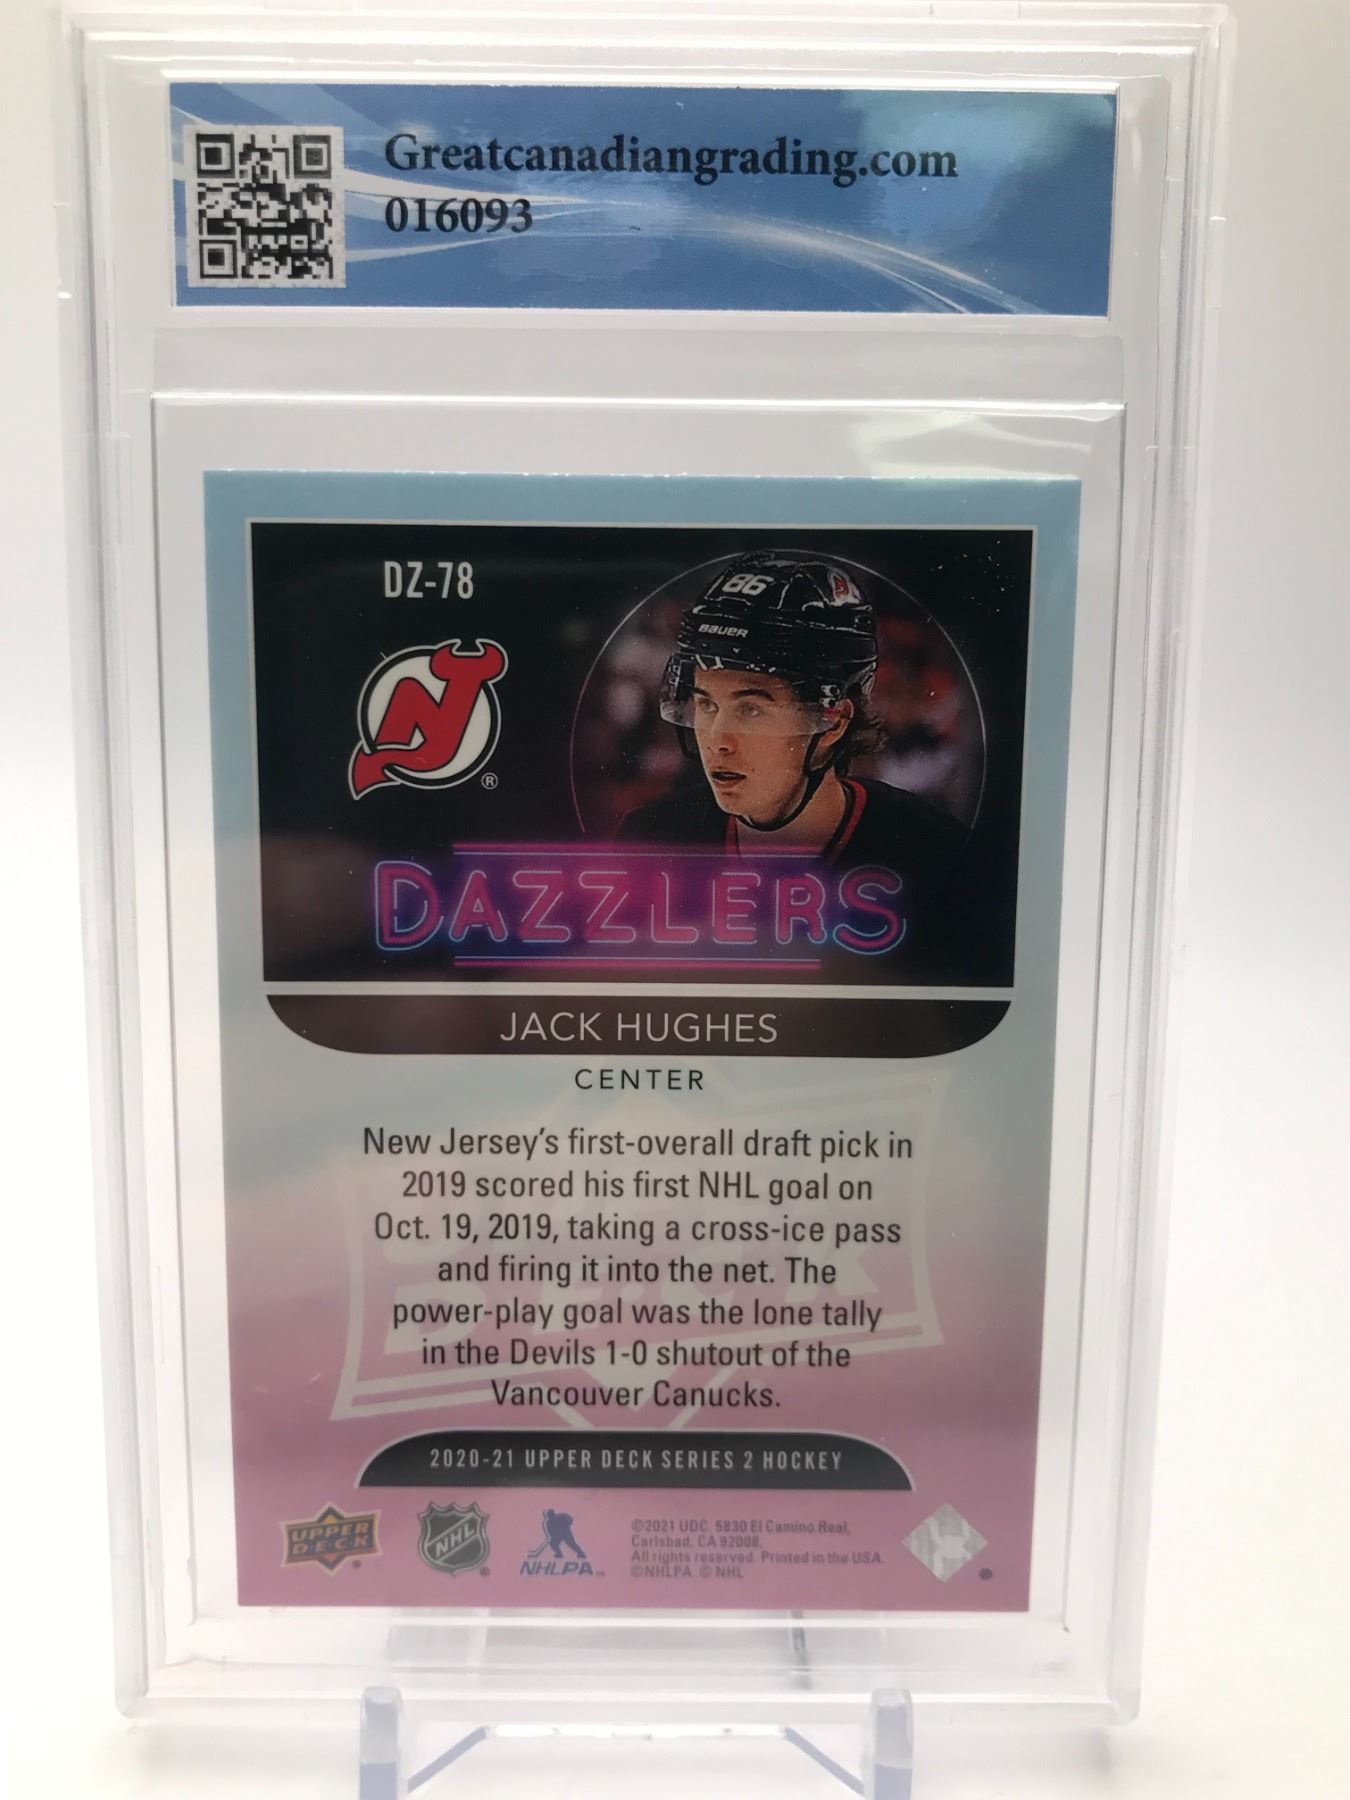 Greatcanadiangrading.com
016093
DZ-78
86
BAUER
NJ
®
DAZZLERS
JACK HUGHES
CENTER
New Jersey's first-overall draft pick in
2019 scored his first NHL goal on
Oct. 19, 2019, taking a cross-ice pass
and firing it into the net. The
power-play goal was the lone tally
in the Devils 1-0 shutout of the
Vancouver Canucks.
2020-21 UPPER DECK SERIES 2 HOCKEY
UPPER
DECK
NHL
NHLPA™
©2021 UDC. 5830 El Camino Real,
Carlsbad, CA 92008.
All rights reserved. Printed in the USA.
©NHLPA. © NHL